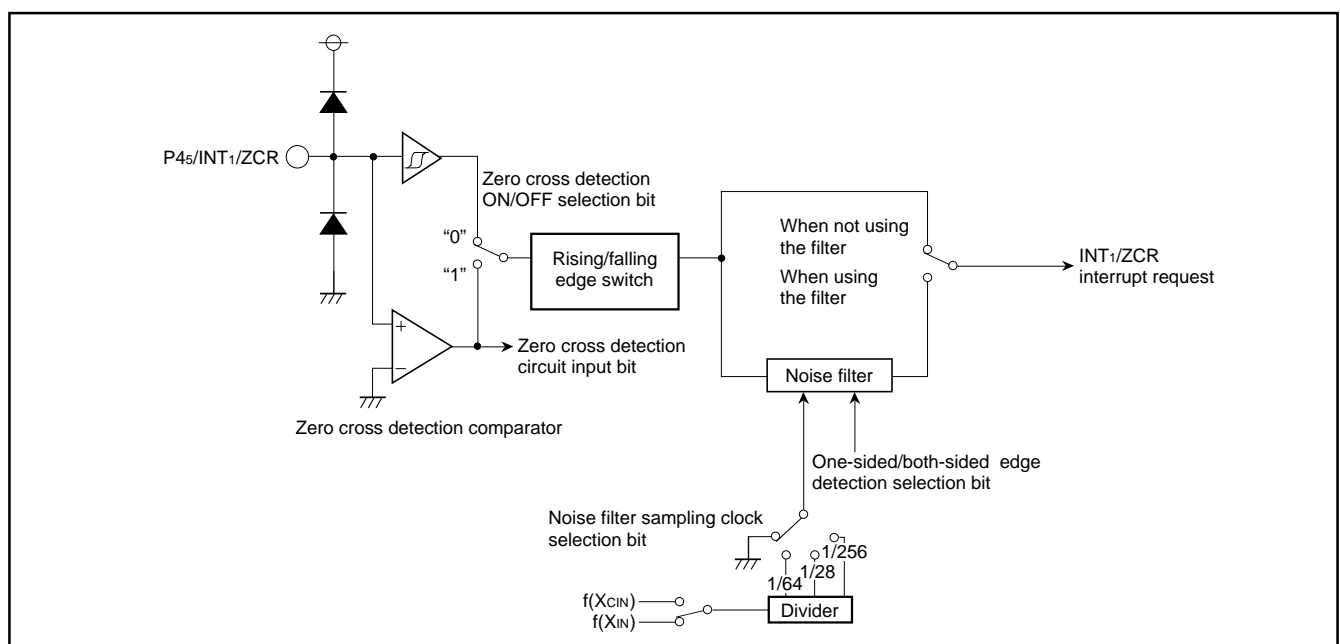 P45/INT1/ZCR
Zero cross detection
ON/OFF selection bit
“0”
“1”
Rising/falling
edge switch
When not using
the filter
When using
the filter
INT1/ZCR
interrupt request
+
−
Zero cross detection
circuit input bit
Zero cross detection comparator
Noise filter
One-sided/both-sided edge
detection selection bit
Noise filter sampling clock
selection bit
1/64
1/28
1/256
f(XCIN)
f(XIN)
Divider